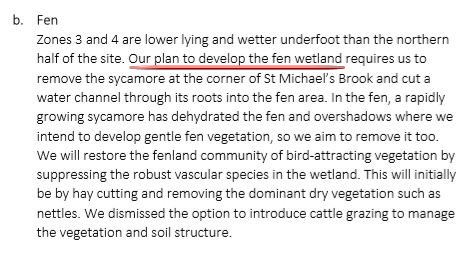 b. Fen
Zones 3 and 4 are lower lying and wetter underfoot than the northern
half of the site. Our plan to develop the fen wetland requires us to
remove the sycamore at the corner of St Michael's Brook and cut a
water channel through its roots into the fen area. In the fen, a rapidly
growing sycamore has dehydrated the fen and overshadows where we
intend to develop gentle fen vegetation, so we aim to remove it too.
We will restore the fenland community of bird-attracting vegetation by
suppressing the robust vascular species in the wetland. This will initially
be by hay cutting and removing the dominant dry vegetation such as
nettles. We dismissed the option to introduce cattle grazing to manage
the vegetation and soil structure.